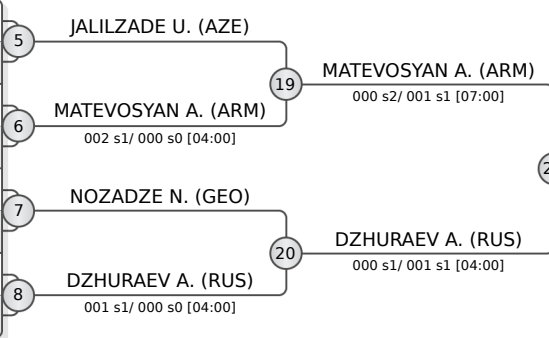 5
JALILZADE U. (AZE)
19
MATEVOSYAN A. (ARM)
000 s2/ 001 s1 [07:00]
6
MATEVOSYAN A. (ARM)
002 s1/ 000 s0 [04:00]
7
NOZADZE N. (GEO)
20
DZHURAEV A. (RUS)
000 s1/ 001 s1 [04:00]
8
DZHURAEV A. (RUS)
001 s1/ 000 s0 [04:00]